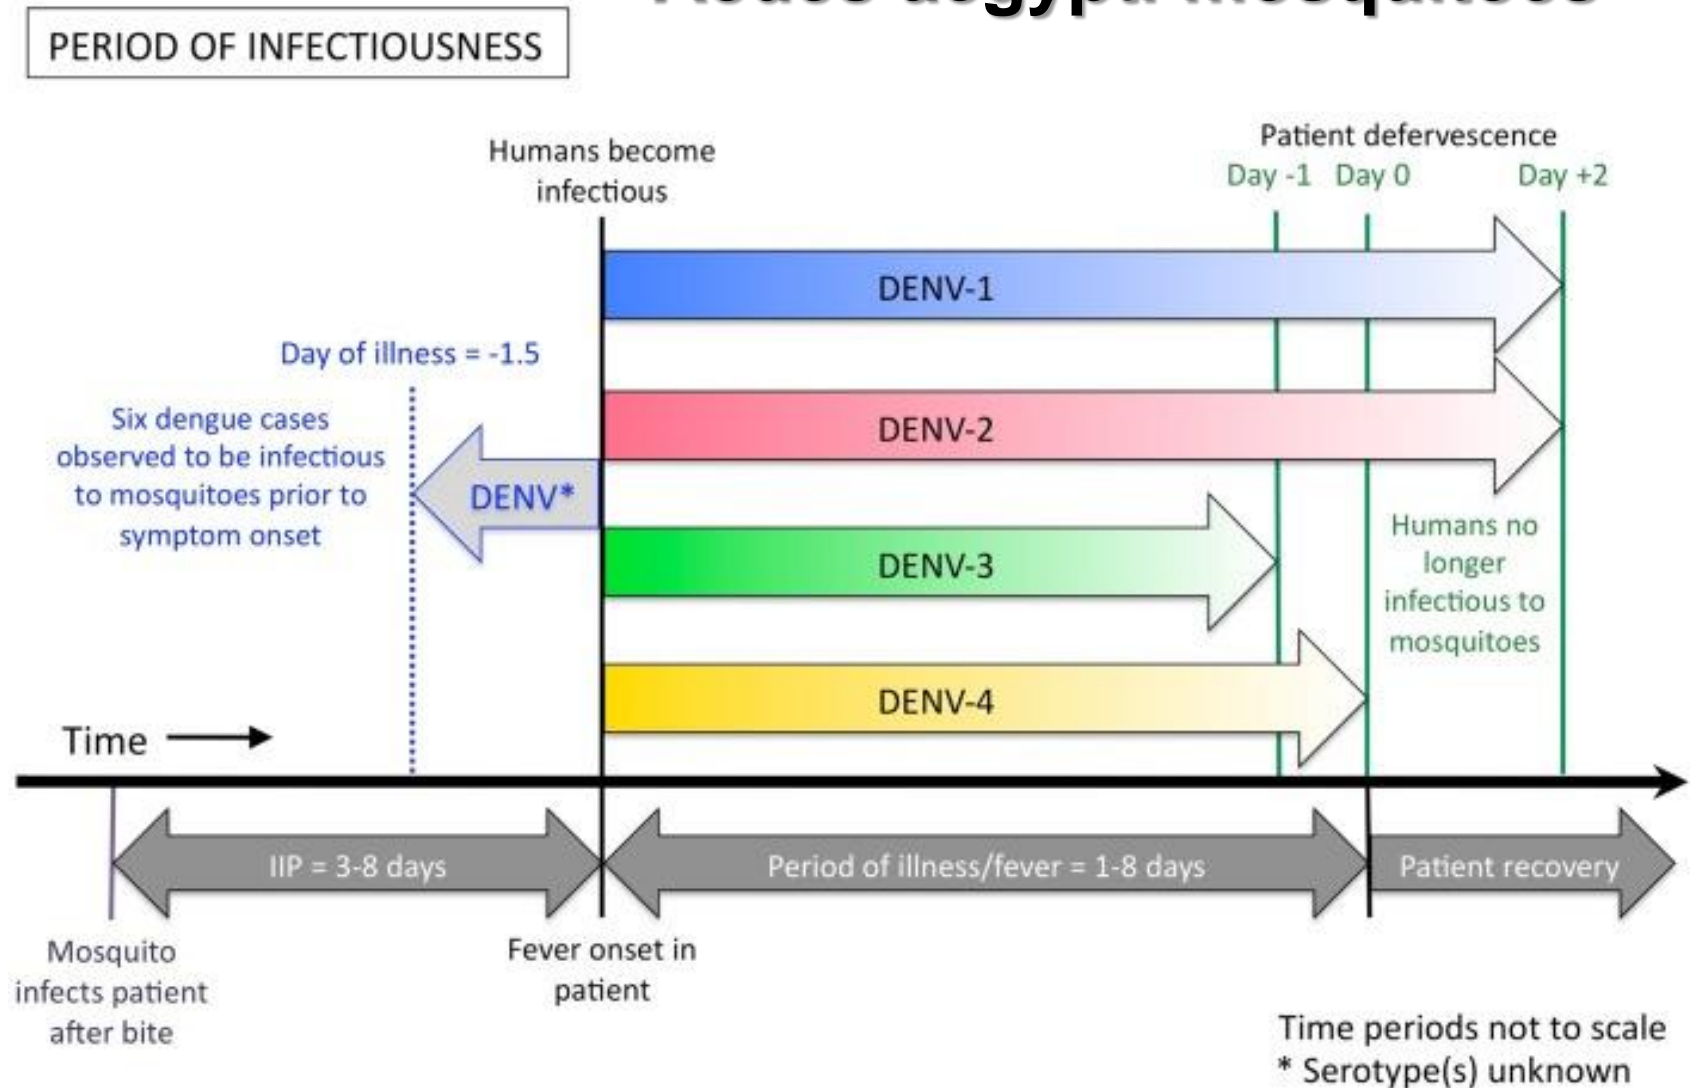 Aedes aegypti mosquitoes
PERIOD OF INFECTIOUSNESS
Humans become
infectious
Patient defervescence
Day -1 Day 0 Day +2
DENV-1
Day of illness = -1.5
Six dengue cases
observed to be infectious
to mosquitoes prior to
symptom onset
DENV-2
DENV*
DENV-3
Humans no
longer
infectious to
mosquitoes
DENV-4
Time
IIP = 3-8 days
Period of illness/fever = 1-8 days
Patient recovery
Mosquito
infects patient
after bite
Fever onset in
patient
Time periods not to scale
* Serotype(s) unknown